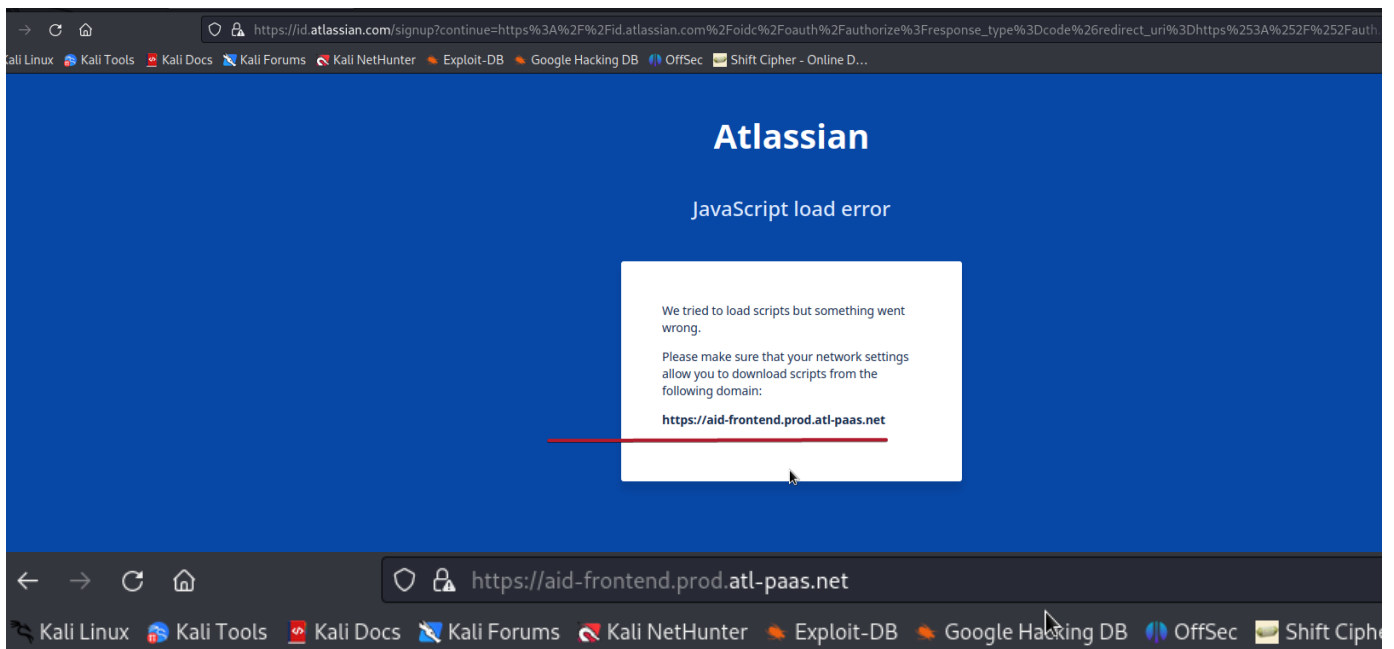 https://id.atlassian.com/signup?continue=https%3A%2F%2Fid.atlassian.com%2Foidc%2Foauth%2Fauthorize%3Fresponse_type%3Dcode%26redirect_uri%3Dhttps%253A%252F%252Fauth
Kali Linux Kali Tools Kali Docs Kali Forums Kali NetHunter Exploit-DB Google Hacking DB OffSec Shift Cipher - Online D...
Atlassian
JavaScript load error
We tried to load scripts but something went
wrong.
Please make sure that your network settings
allow you to download scripts from the
following domain:
https://aid-frontend.prod.atl-paas.net
https://aid-frontend.prod.atl-paas.net
Kali Linux Kali Tools Kali Docs Kali Forums Kali NetHunter Exploit-DB Google Hacking DB OffSec Shift Ciphe